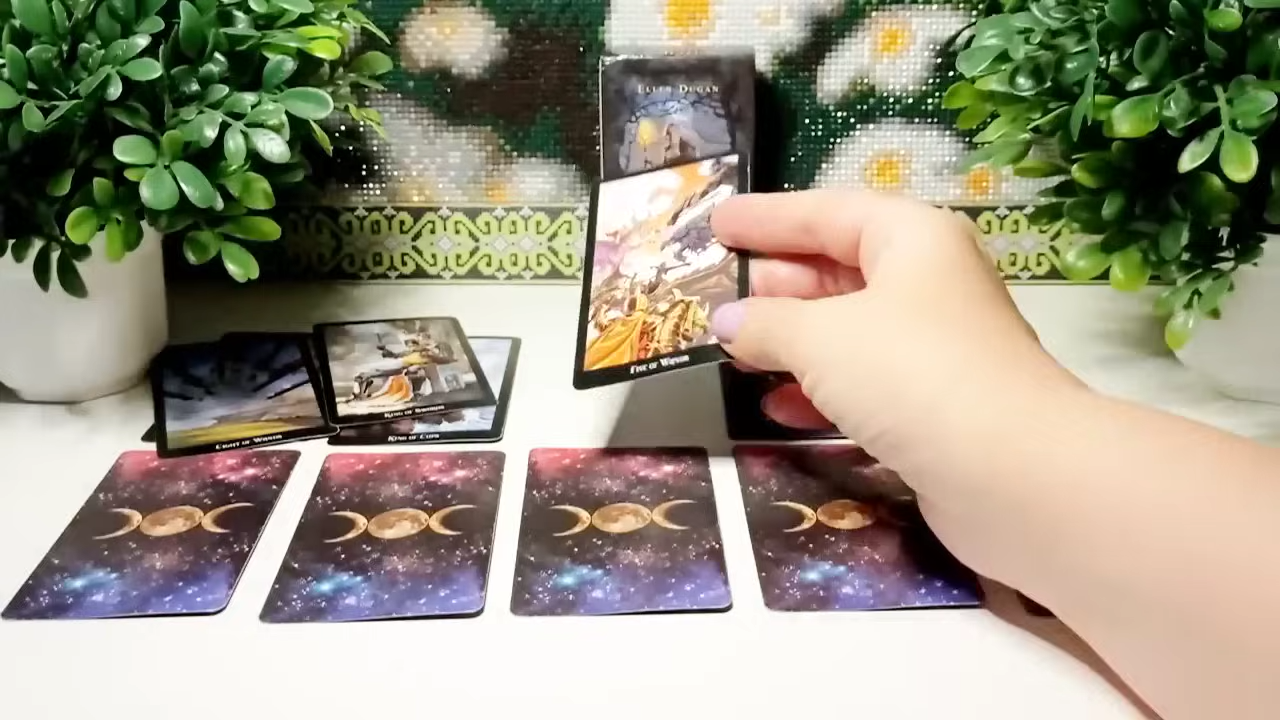 Ellen Dugan
Five of Wands
King of Swords
Eight of Wands
King of Cups